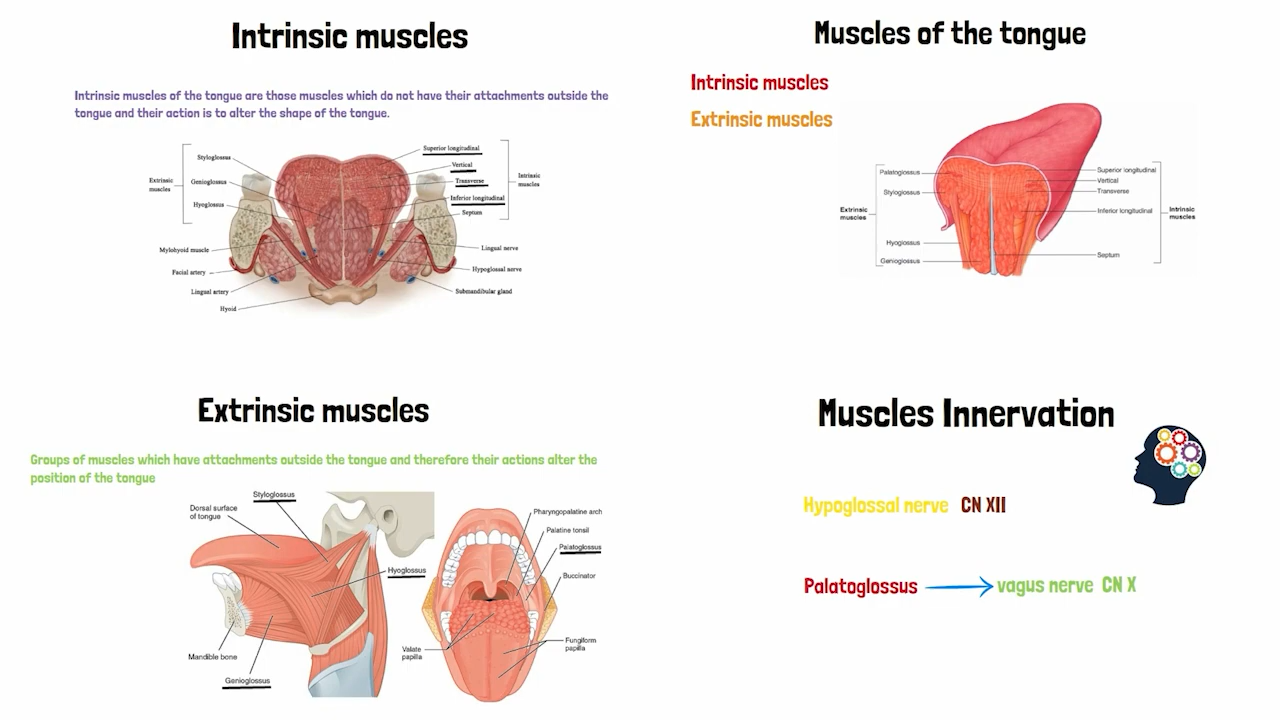 Intrinsic muscles
Intrinsic muscles of the tongue are those muscles which do not have their attachments outside the
tongue and their action is to alter the shape of the tongue.
Extrinsic
muscles
Styloglossus
Genioglossus
Hyoglossus
Mylohyoid muscle
Facial artery
Lingual artery
Hyoid
Superior longitudinal
Vertical
Transverse
Inferior longitudinal
Septum
Intrinsic
muscles
Lingual nerve
Hypoglossal nerve
Submandibular gland
Muscles of the tongue
Intrinsic muscles
Extrinsic muscles
Palatoglossus
Styloglossus
Extrinsic
muscles
Hyoglossus
Genioglossus
Superior longitudinal
Vertical
Transverse
Inferior longitudinal
Intrinsic
muscles
Septum
Extrinsic muscles
Groups of muscles which have attachments outside the tongue and therefore their actions alter the
position of the tongue
Styloglossus
Dorsal surface
of tongue
Hyoglossus
Mandible bone
Genioglossus
Pharyngopalatine arch
Palatine tonsil
Palatoglossus
Buccinator
Valate
papilla
Fungiform
papilla
Muscles Innervation
Hypoglossal nerve CN XII
Palatoglossus vagus nerve CN X